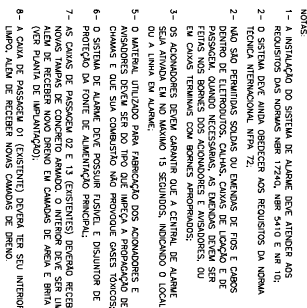 NOTAS:
1 - A INSTALAÇÃO DO SISTEMA DE ALARME DEVE ATENDER AOS
REQUISITOS DAS NORMAS NBR 17240, NBR 5410 E NR 10;
2 - O SISTEMA DEVE AINDA OBEDECER AOS REQUISITOS DA NORMA
TÉCNICA INTERNACIONAL NFPA 72.
2 - NÃO SÃO PERMITIDAS SOLDAS OU EMENDAS DE FIOS E CABOS
DENTRO DE ELETRODUTOS, CALHAS, CAIXAS DE LIGAÇÃO E DE
PASSAGEM. QUANDO NECESSÁRIAS, AS EMENDAS DEVEM SER
FEITAS NOS BORNES DOS ACIONADORES E AVISADORES, OU
EM CAIXAS TERMINAIS COM BORNES APROPRIADOS;
3 - OS ACIONADORES DEVEM GARANTIR QUE A CENTRAL DE ALARME
SEJA ATIVADA EM NO MÁXIMO 15 SEGUNDOS, INDICANDO O LOCAL
OU A LINHA EM ALARME;
5 - O MATERIAL UTILIZADO PARA FABRICAÇÃO DOS ACIONADORES E
AVISADORES DEVEM SER DO TIPO QUE IMPEÇA A PROPAGAÇÃO DE
CHAMAS E QUE SUA COMBUSTÃO NÃO PROVOQUE GASES TÓXICOS;
6 - O SISTEMA DE ALARME DEVE SER SUPERVISIONÁVEL E DISJUNTOR DE
PROTEÇÃO DA FONTE DE ALIMENTAÇÃO PRINCIPAL;
7 - AS CAIXAS DE PASSAGEM 02 E (EXISTENTES) DEVERÃO RECEBER
NOVAS TAMPAS DE CONCRETO ARMADO. O INTERIOR DEVE SER
ALÉM DE RECEBER NOVO DRENO EM CAMADAS DE AREIA E BRITA
(VER PLANTA DE IMPLANTAÇÃO);
8 - A CAIXA DE PASSAGEM 01 (EXISTENTE) DEVERÁ TER SEU INTERIOR
LIMPO, ALÉM DE RECEBER NOVAS CAMADAS DE DRENO